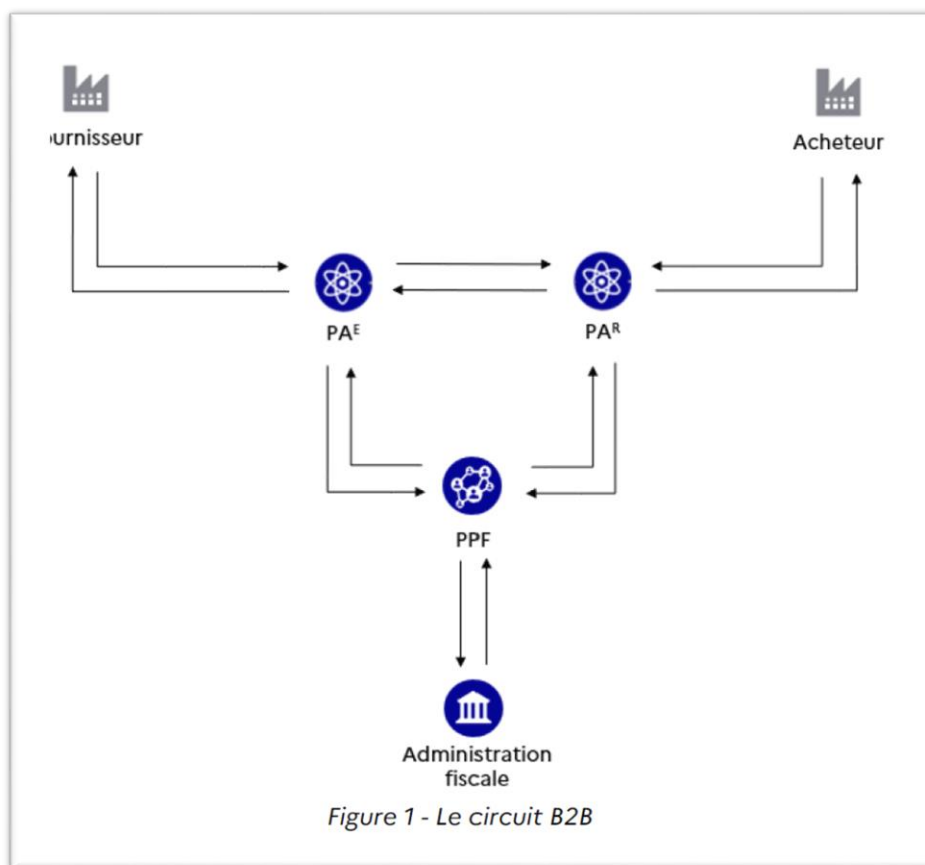 urnisseur
Acheteur
PAᴱ
PAᴿ
PPF
Administration
fiscale
Figure 1 - Le circuit B2B